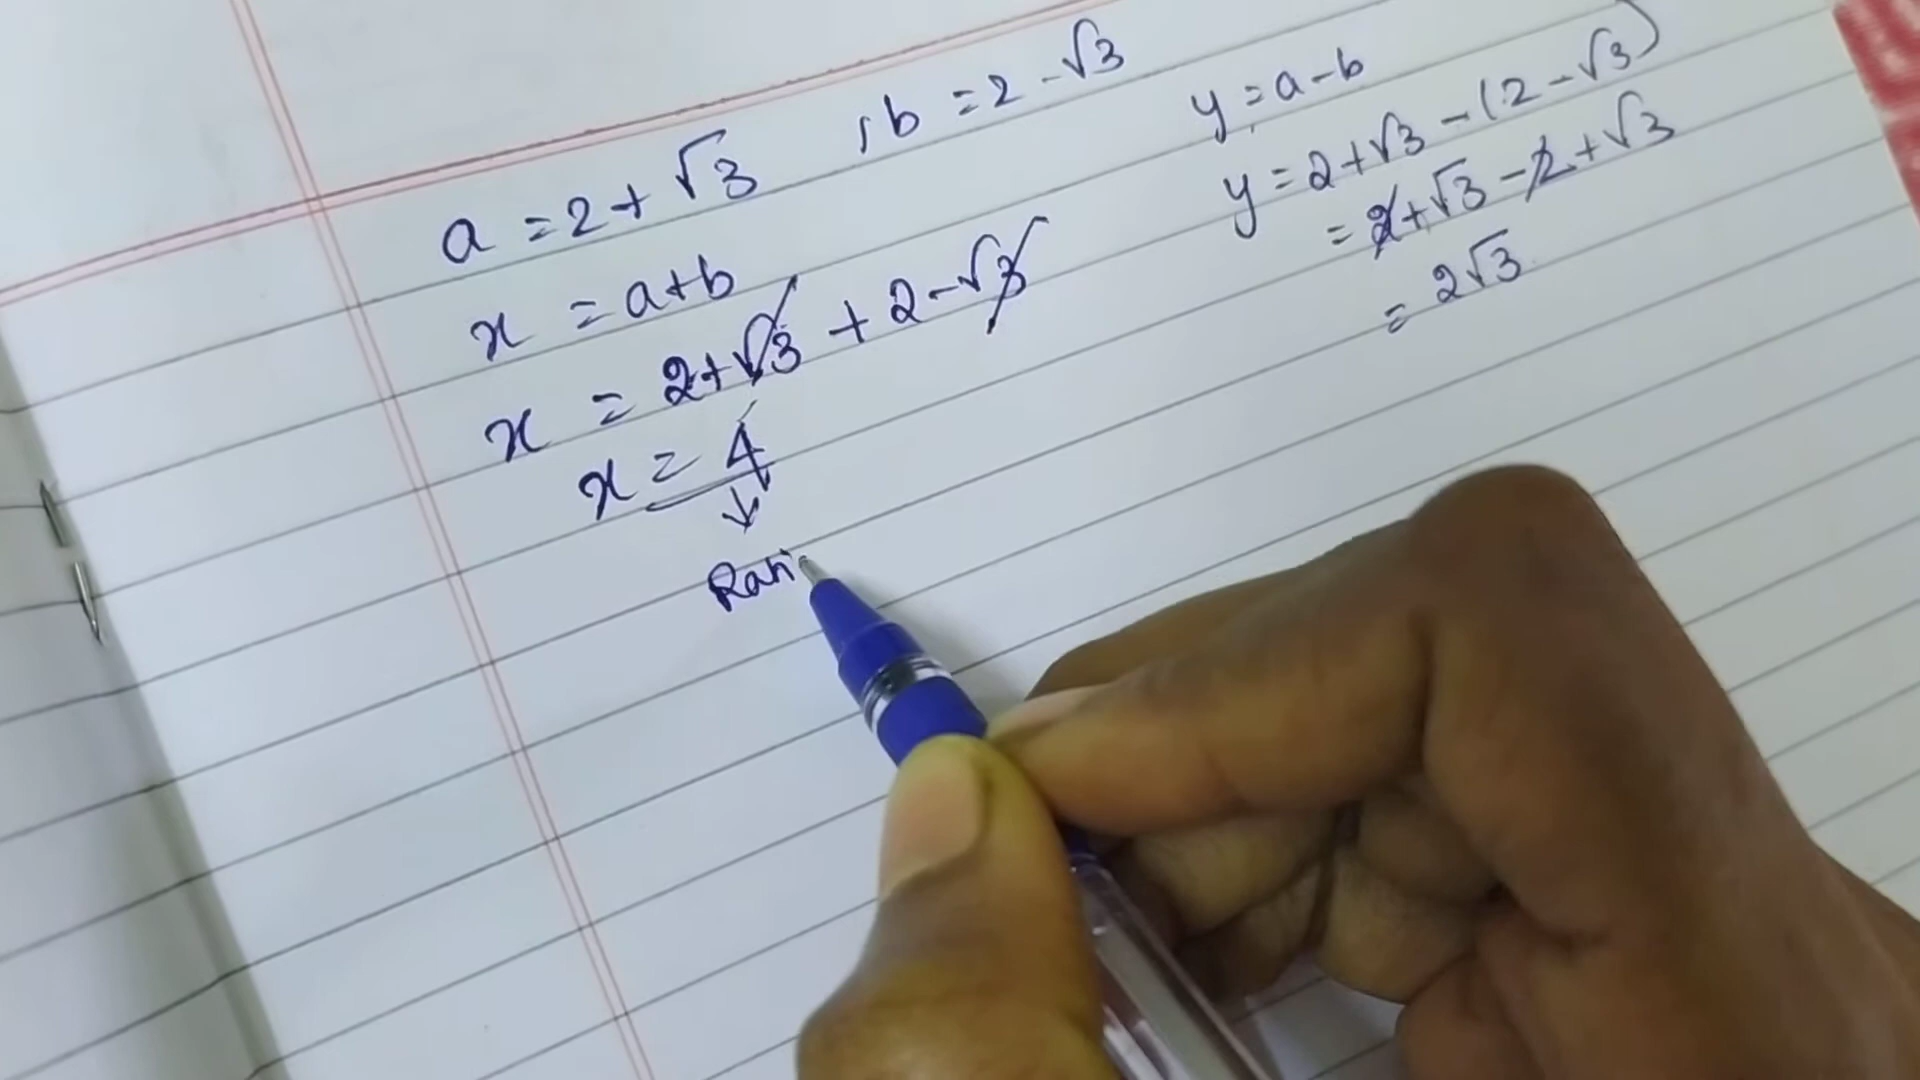 a = 2 + √3 , b = 2 - √3
x = a+b
x = 2+√3 + 2-√3
x = 4
↓
Rati
y = a-b
y = 2+√3 -(2-√3)
= 2+√3 -2+√3
= 2√3